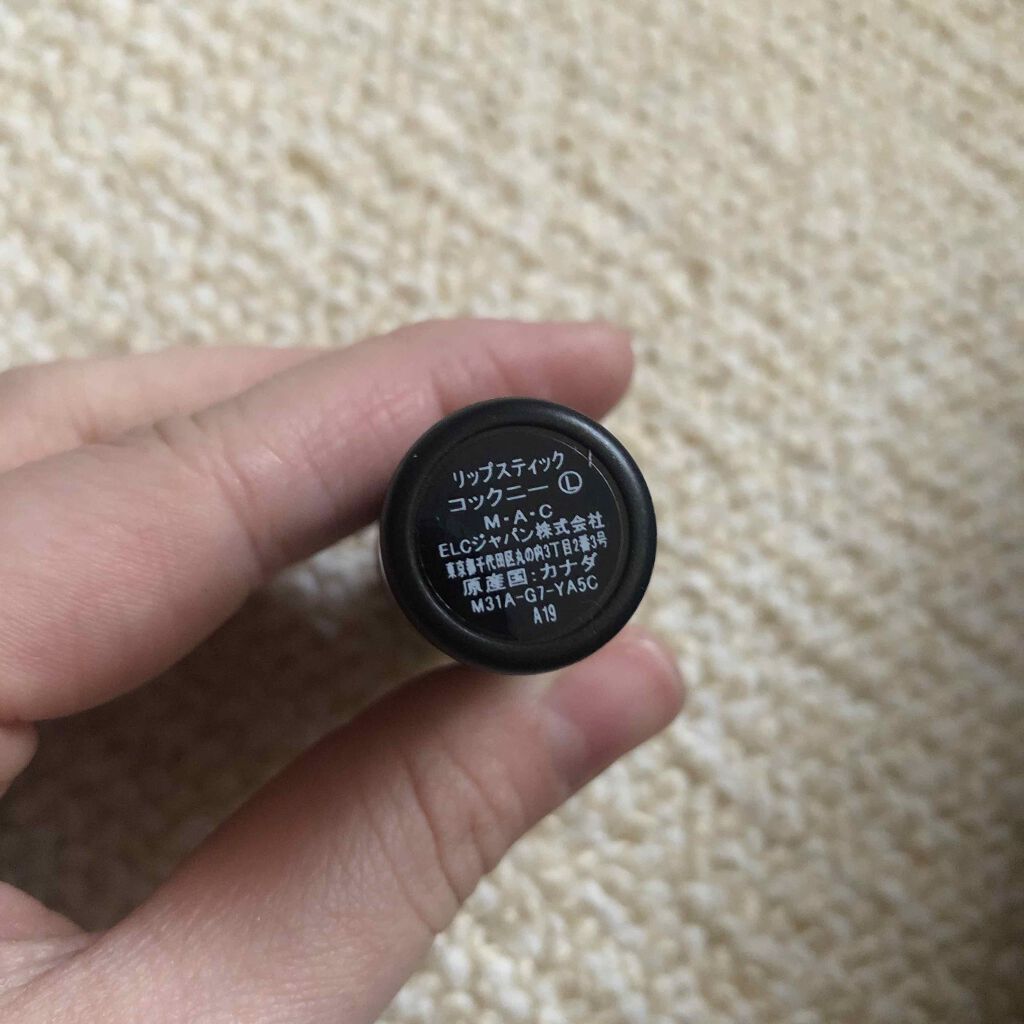 リップスティック
コックニー Ⓛ
M・A・C
ELCジャパン株式会社
東京都千代田区丸の内3丁目2番3号
原産国:カナダ
M31A-G7-YA5C
A19